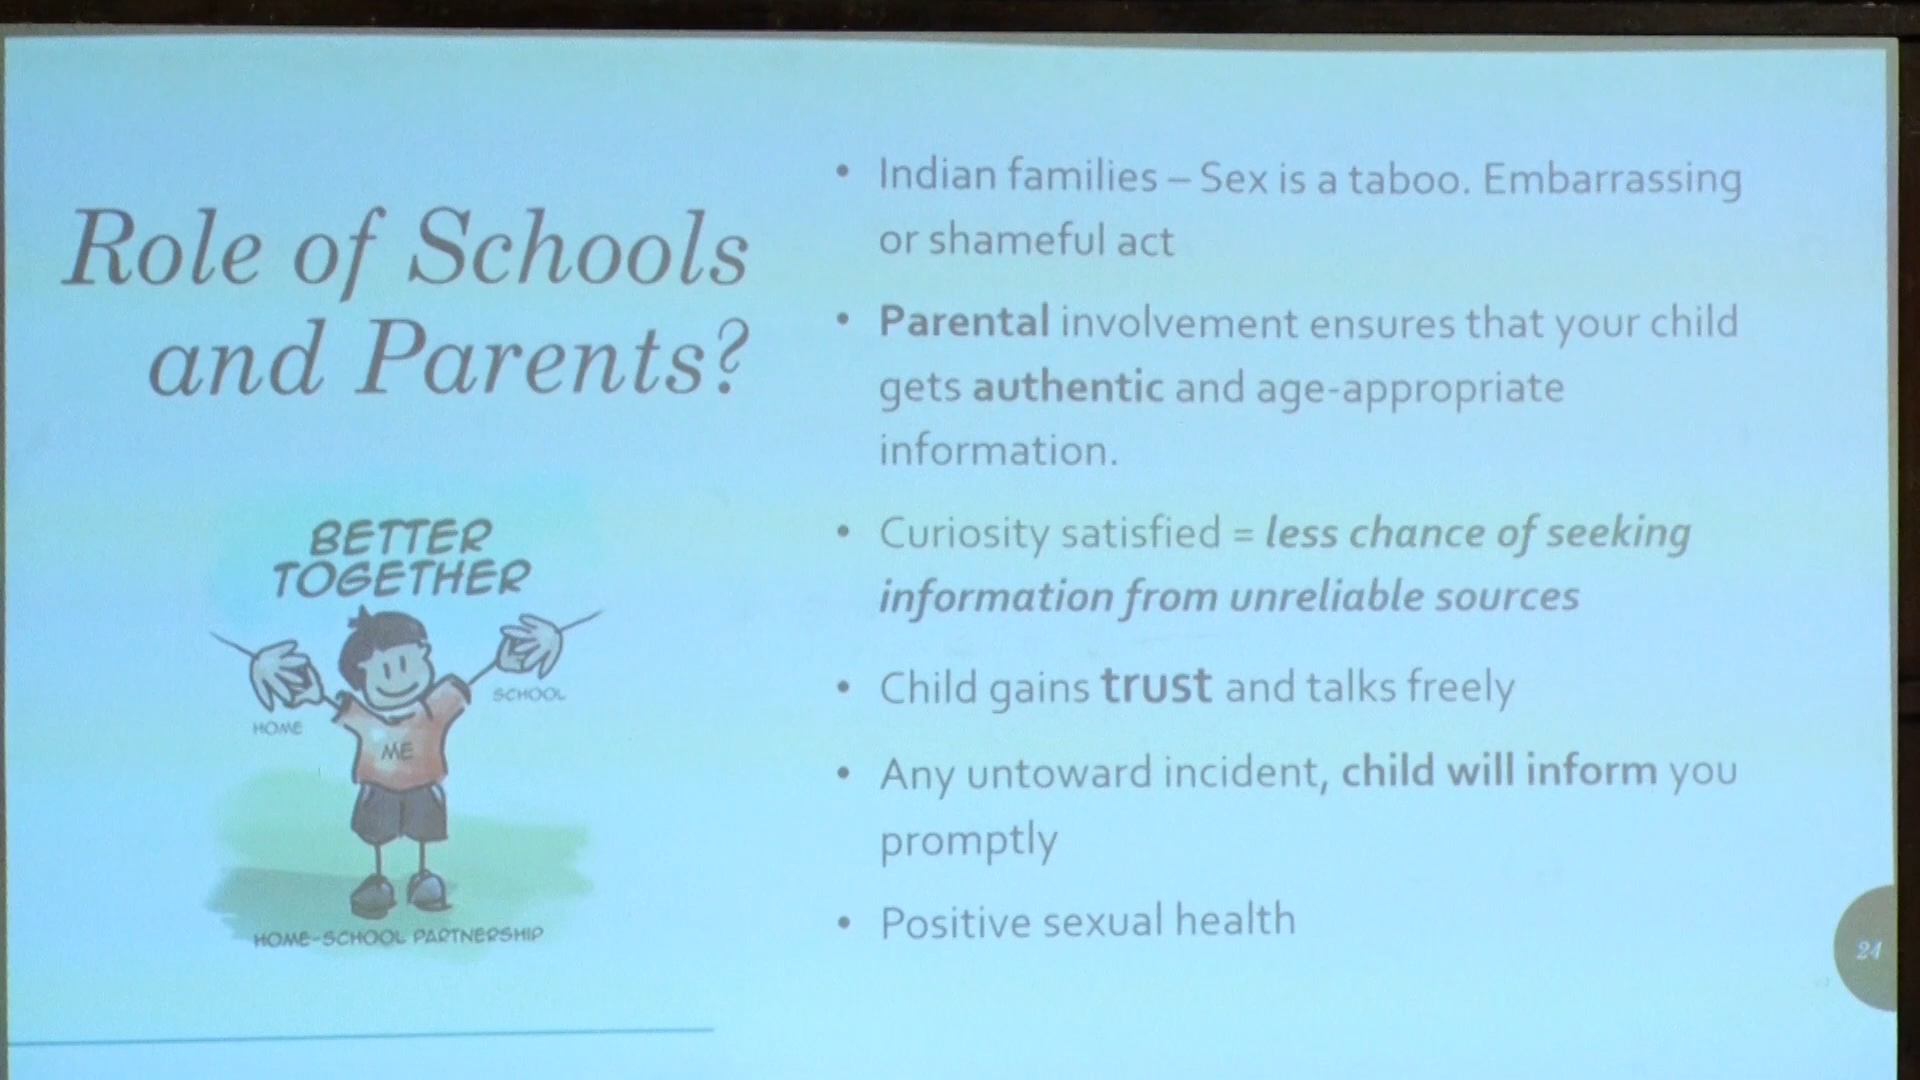 Role of Schools
and Parents?
BETTER
TOGETHER
SCHOOL
HOME
ME
HOME-SCHOOL PARTNERSHIP
• Indian families – Sex is a taboo. Embarrassing
or shameful act
• Parental involvement ensures that your child
gets authentic and age-appropriate
information.
• Curiosity satisfied = less chance of seeking
information from unreliable sources
• Child gains trust and talks freely
• Any untoward incident, child will inform you
promptly
• Positive sexual health
24